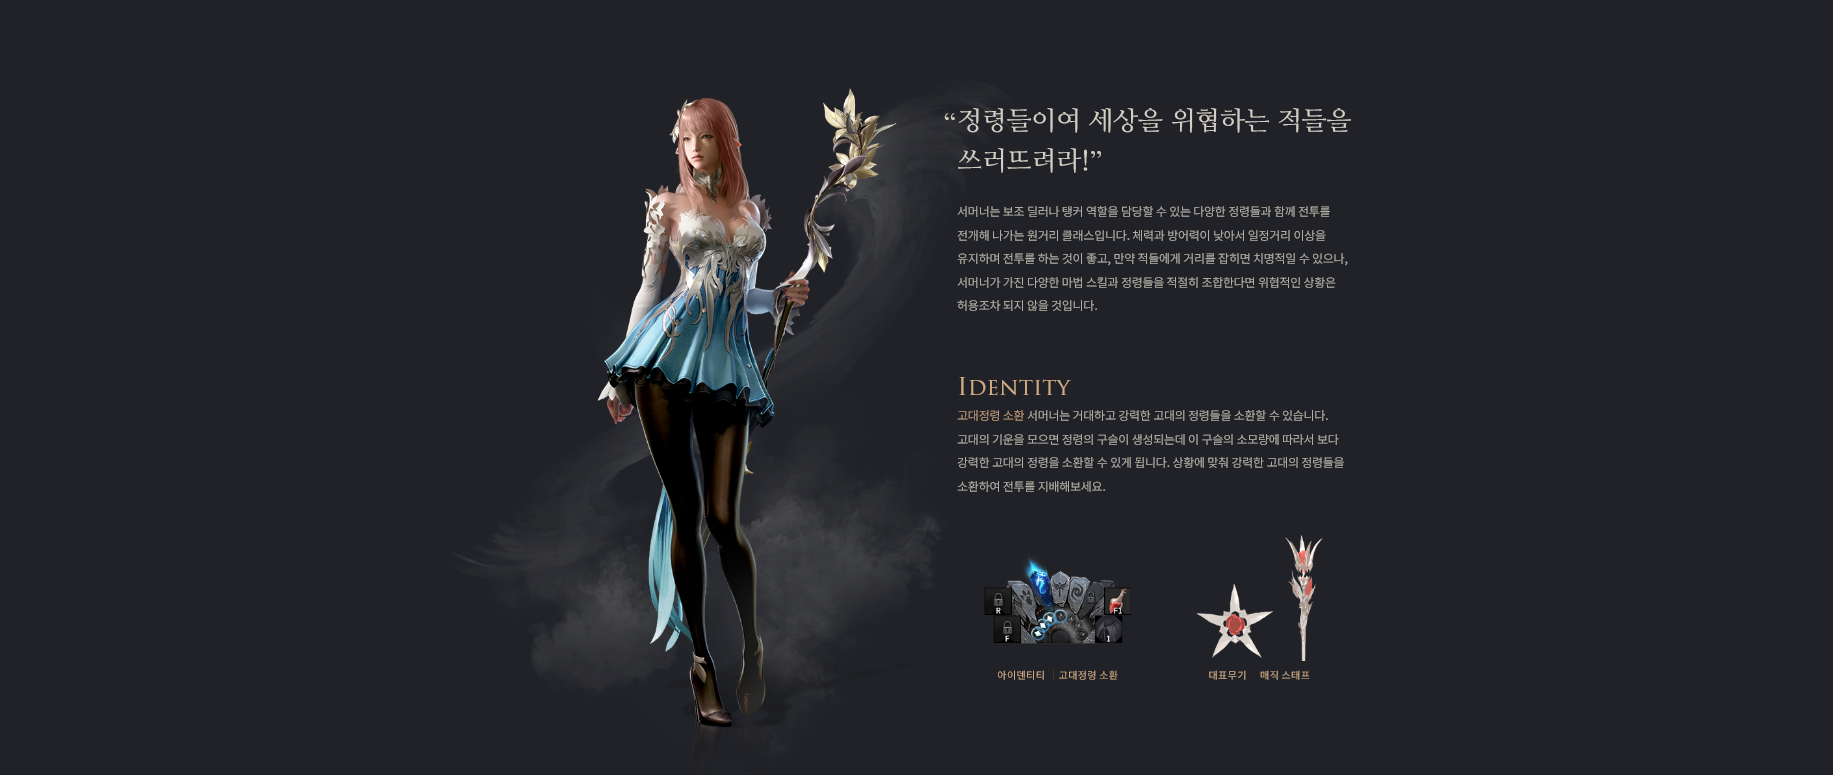 “정령들이여 세상을 위협하는 적들을
쓰러뜨려라!”
서머너는 보조 딜러나 탱커 역할을 담당할 수 있는 다양한 정령들과 함께 전투를
전개해 나가는 원거리 클래스입니다. 체력과 방어력이 낮아서 일정거리 이상을
유지하며 전투를 하는 것이 좋고, 만약 적들에게 거리를 잡히면 치명적일 수 있으나,
서머너가 가진 다양한 마법 스킬과 정령들을 적절히 조합한다면 위협적인 상황은
허용조차 되지 않을 것입니다.
IDENTITY
고대정령 소환 서머너는 거대하고 강력한 고대의 정령들을 소환할 수 있습니다.
고대의 기운을 모으면 정령의 구슬이 생성되는데 이 구슬의 소모량에 따라서 보다
강력한 고대의 정령을 소환할 수 있게 됩니다. 상황에 맞춰 강력한 고대의 정령들을
소환하여 전투를 지배해보세요.
R F1
F 1
아이덴티티 | 고대정령 소환
대표무기 매직 스태프